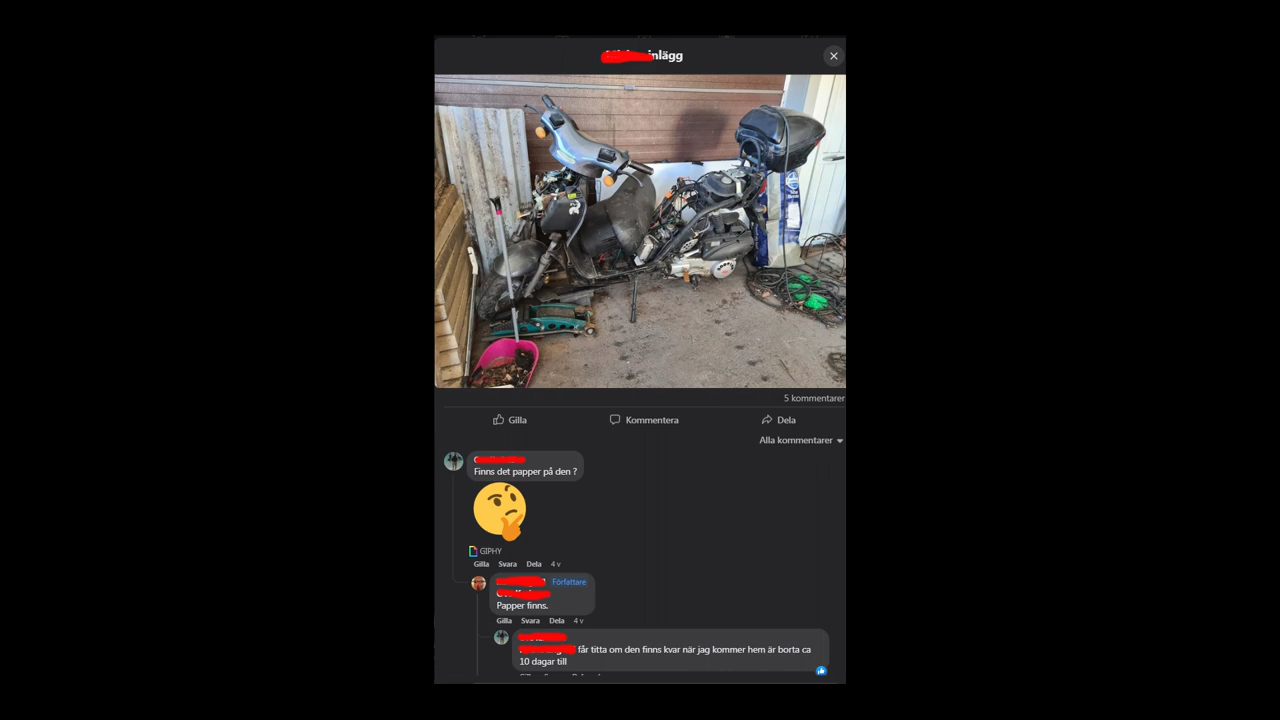 inlägg
5 kommentarer
Gilla
Kommentera
Dela
Alla kommentarer
Finns det papper på den ?
GIPHY
Gilla Svara Dela 4 v
Författare
Papper finns.
Gilla Svara Dela 4 v
får titta om den finns kvar när jag kommer hem är borta ca
10 dagar till